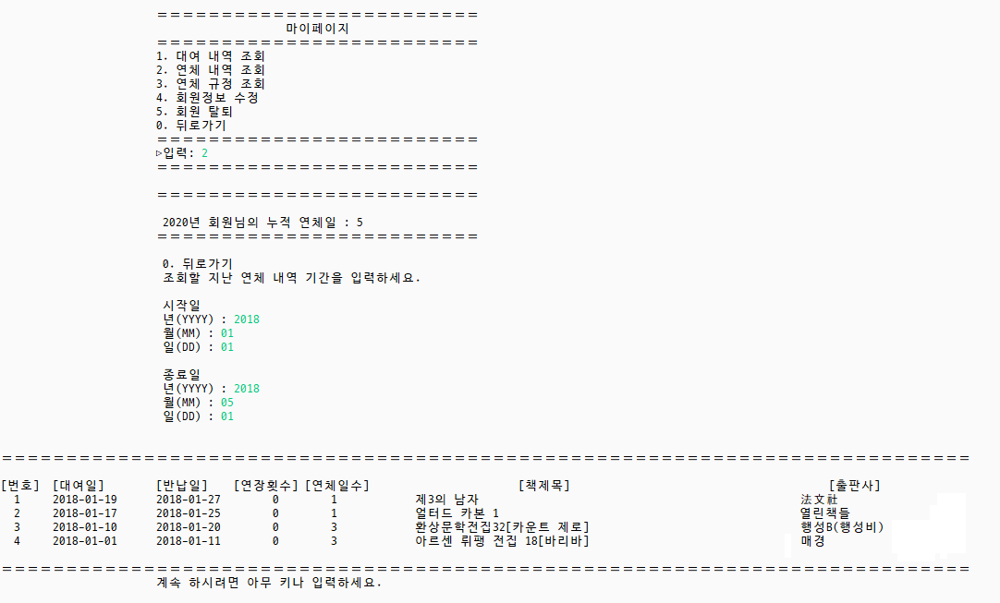 =========================
마이페이지
=========================
1. 대여 내역 조회
2. 연체 내역 조회
3. 연체 규정 조회
4. 회원정보 수정
5. 회원 탈퇴
0. 뒤로가기
=========================
▷입력: 2
=========================
=========================
2020년 회원님의 누적 연체일 : 5
=========================
0. 뒤로가기
조회할 지난 연체 내역 기간을 입력하세요.
시작일
년(YYYY) : 2018
월(MM) : 01
일(DD) : 01
종료일
년(YYYY) : 2018
월(MM) : 05
일(DD) : 01
===========================================================================
[번호] [대여일] [반납일] [연장횟수] [연체일수] [책제목] [출판사]
1 2018-01-19 2018-01-27 0 1 제3의 남자 法文社
2 2018-01-17 2018-01-25 0 1 얼터드 카본 1 열린책들
3 2018-01-10 2018-01-20 0 3 환상문학전집32[카운트 제로] 행성B(행성비)
4 2018-01-01 2018-01-11 0 3 아르센 뤼팽 전집 18[바리바] 매경
===========================================================================
계속 하시려면 아무 키나 입력하세요.